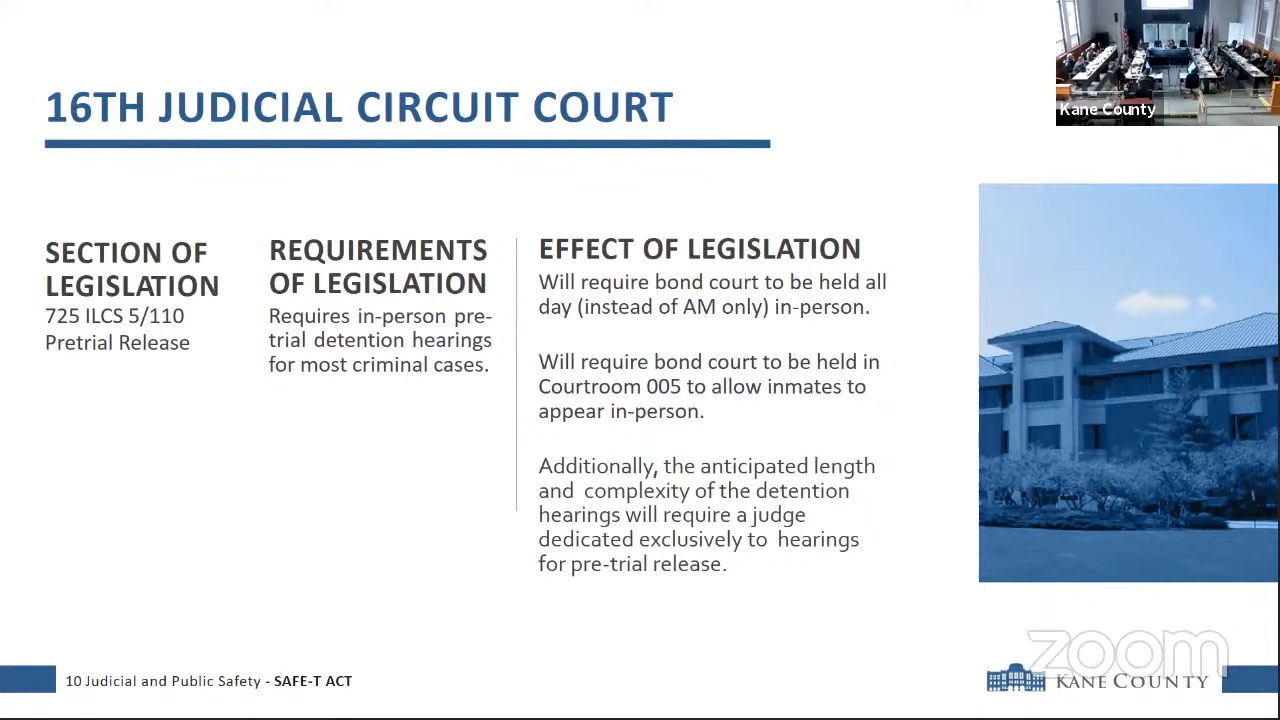 Kane County
16TH JUDICIAL CIRCUIT COURT
SECTION OF
LEGISLATION
725 ILCS 5/110
Pretrial Release
REQUIREMENTS
OF LEGISLATION
Requires in-person pre-
trial detention hearings
for most criminal cases.
EFFECT OF LEGISLATION
Will require bond court to be held all
day (instead of AM only) in-person.
Will require bond court to be held in
Courtroom 005 to allow inmates to
appear in-person.
Additionally, the anticipated length
and complexity of the detention
hearings will require a judge
dedicated exclusively to hearings
for pre-trial release.
10 Judicial and Public Safety - SAFE-T ACT
zoom
KANE COUNTY